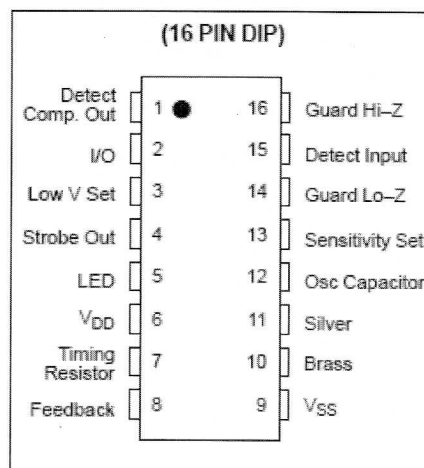 (16 PIN DIP)
Detect
Comp. Out 1 16 Guard Hi–Z
I/O 2 15 Detect Input
Low V Set 3 14 Guard Lo–Z
Strobe Out 4 13 Sensitivity Set
LED 5 12 Osc Capacitor
VDD 6 11 Silver
Timing
Resistor 7 10 Brass
Feedback 8 9 VSS